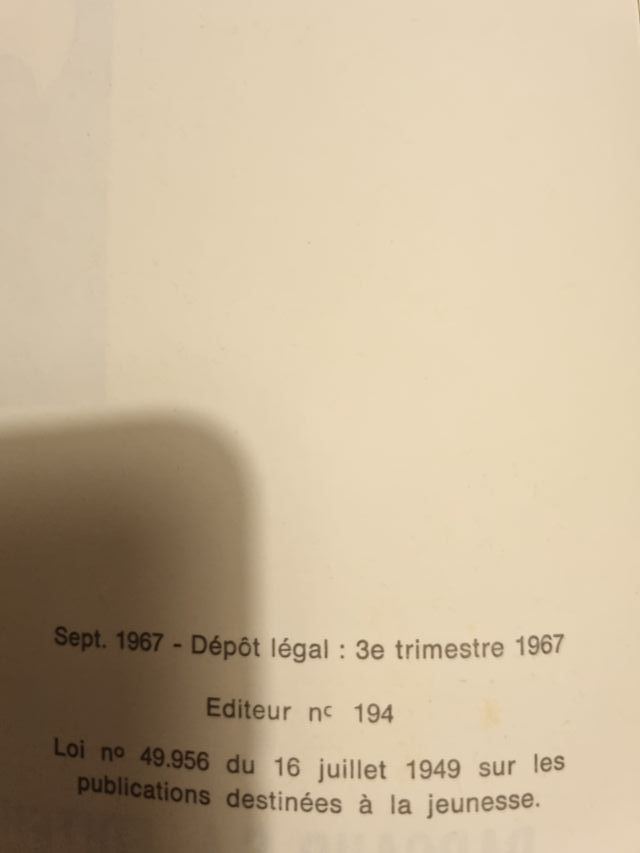 Sept. 1967 - Dépôt légal : 3e trimestre 1967
Editeur nº 194
Loi nº 49.956 du 16 juillet 1949 sur les
publications destinées à la jeunesse.